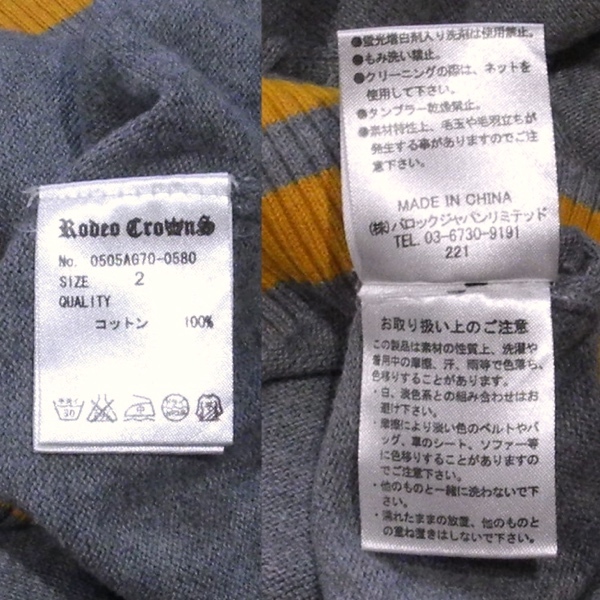 Rodeo CrownS
No. 0505AG70-0580
SIZE 2
QUALITY
コットン 100%
●蛍光増白剤入り洗剤は使用禁止。
●もみ洗い禁止。
●クリーニングの際は、ネットを
使用して下さい。
●タンブラー乾燥禁止。
●素材特性上、毛玉や毛羽立ちが
発生する事がありますのでご注
意下さい。
MADE IN CHINA
(株)バロックジャパンリミテッド
TEL. 03-6730-9191
221
お取り扱い上のご注意
この製品は素材の性質上、洗濯や
着用中の摩擦、汗、雨等で色落ち、
色移りすることがあります。
・白、淡色系との組み合わせはお
避け下さい。
・摩擦により淡い色のベルトやバ
ッグ、車のシート、ソファー等
に色移りすることがありますの
でご注意下さい。
・他のものと一緒に洗わないで下
さい。
・濡れたままの放置、他のものと
の重ね置きはしないで下さい。